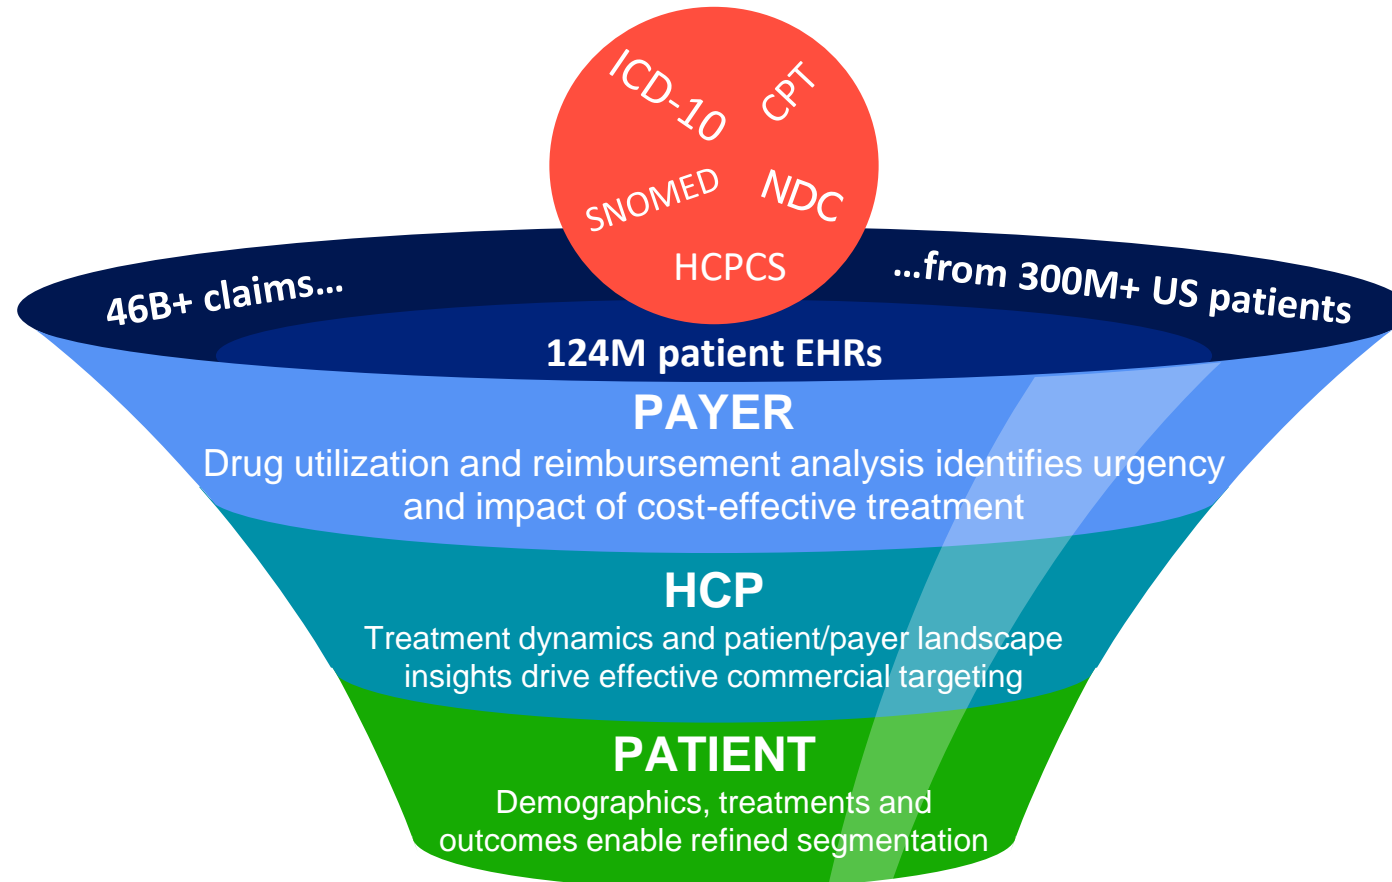 ICD-10
CPT
SNOMED
NDC
HCPCS
46B+ claims...
...from 300M+ US patients
124M patient EHRs
PAYER
Drug utilization and reimbursement analysis identifies urgency
and impact of cost-effective treatment
HCP
Treatment dynamics and patient/payer landscape
insights drive effective commercial targeting
PATIENT
Demographics, treatments and
outcomes enable refined segmentation